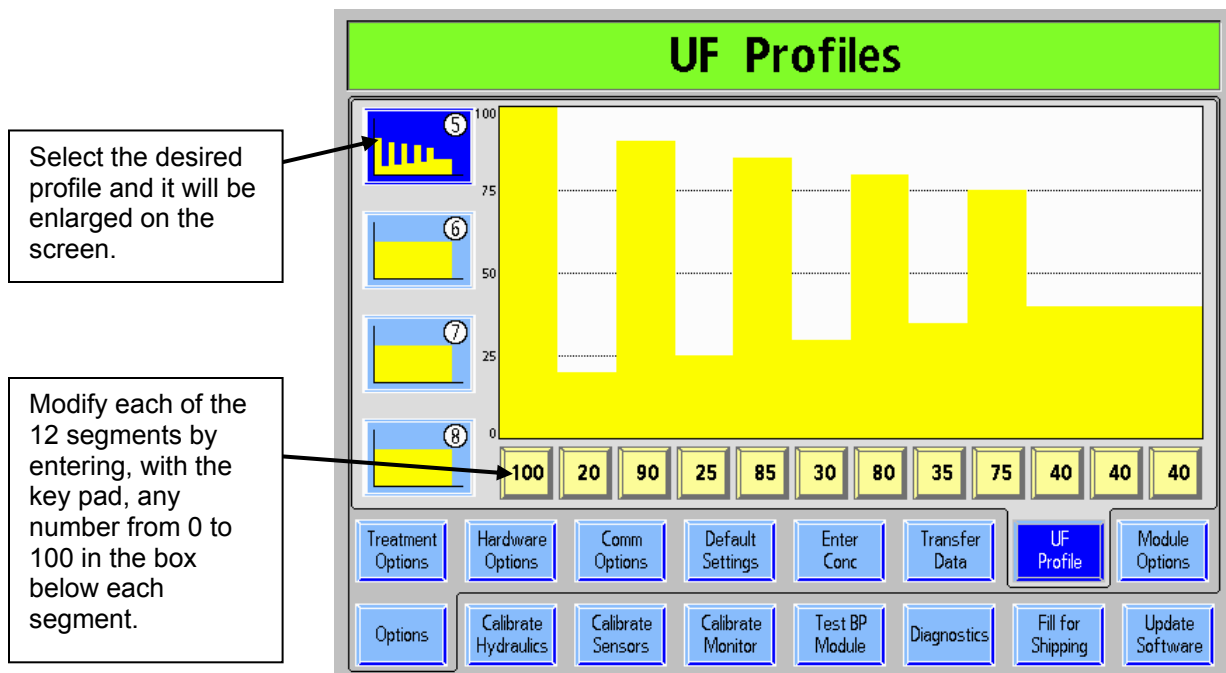 UF Profiles
Select the desired
profile and it will be
enlarged on the
screen.
Modify each of the
12 segments by
entering, with the
key pad, any
number from 0 to
100 in the box
below each
segment.
5
6
7
8
100
75
50
25
0
100 20 90 25 85 30 80 35 75 40 40 40
Treatment Options
Hardware Options
Comm Options
Default Settings
Enter Conc
Transfer Data
UF Profile
Module Options
Options
Calibrate Hydraulics
Calibrate Sensors
Calibrate Monitor
Test BP Module
Diagnostics
Fill for Shipping
Update Software